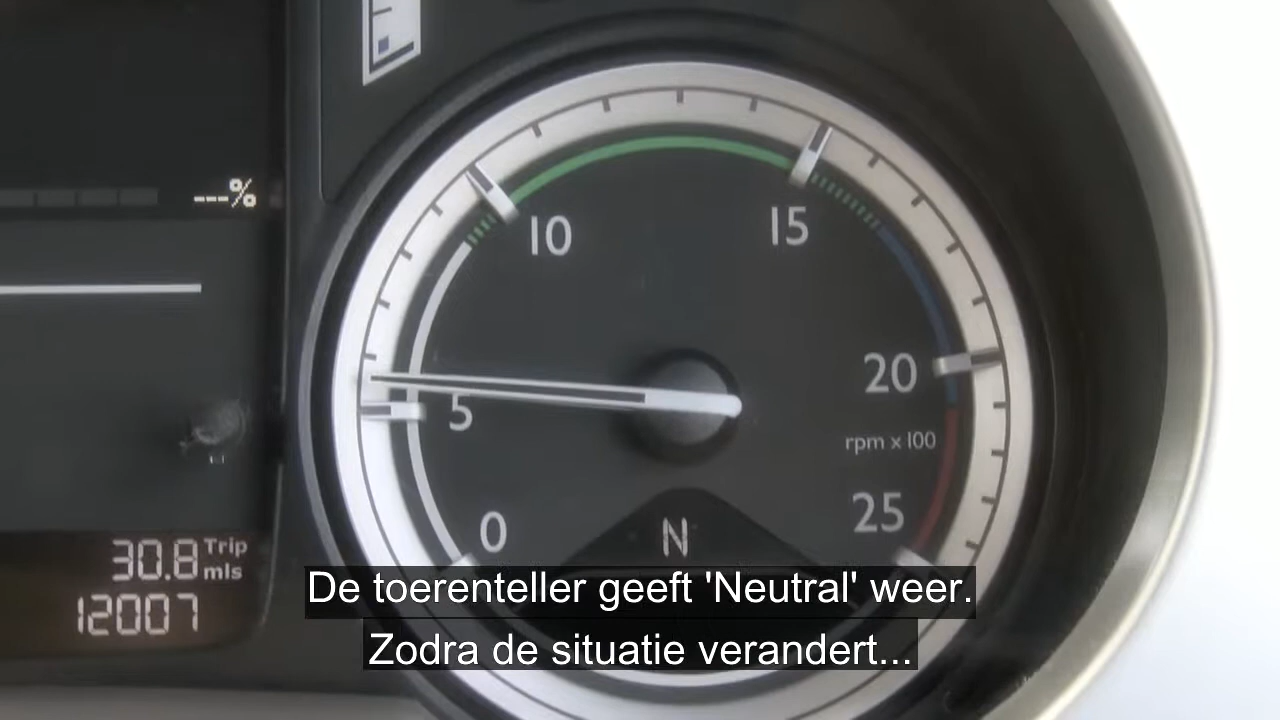 ---%
10
15
20
5
rpm x 100
25
0
N
30.8 Trip
mls
12007
De toerenteller geeft 'Neutral' weer.
Zodra de situatie verandert...